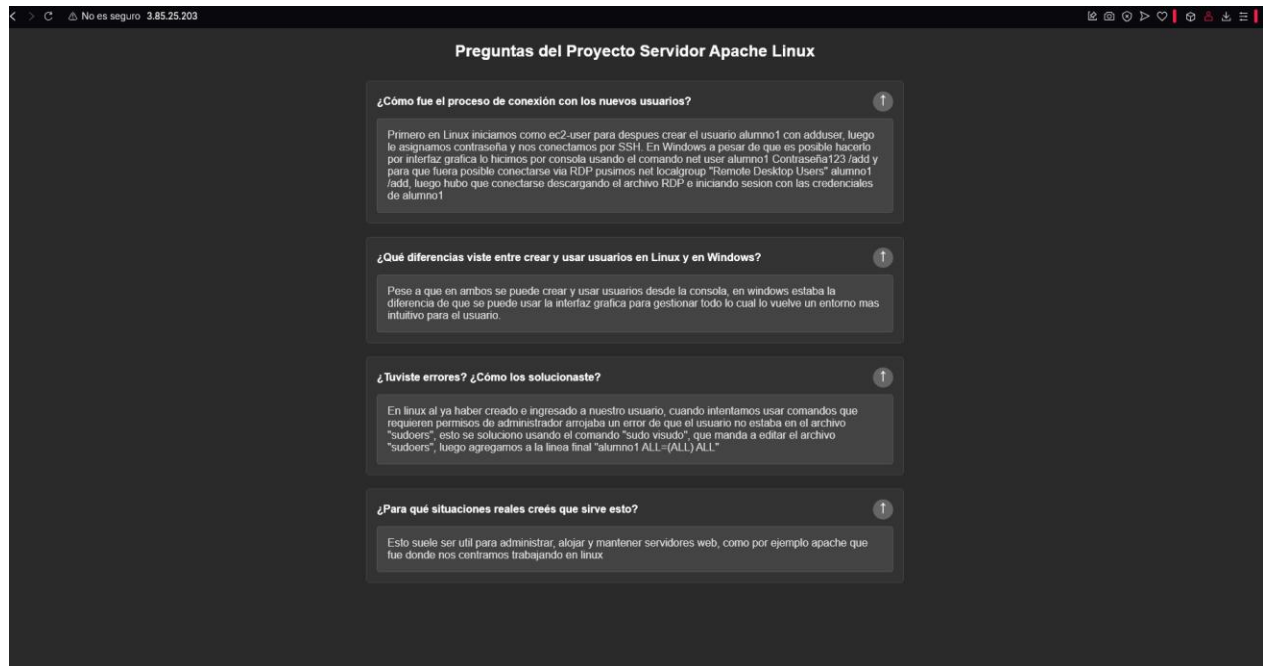 No es seguro 3.85.25.203
Preguntas del Proyecto Servidor Apache Linux
¿Cómo fue el proceso de conexión con los nuevos usuarios?
Primero en Linux iniciamos como ec2-user para despues crear el usuario alumno1 con adduser, luego
le asignamos contraseña y nos conectamos por SSH. En Windows a pesar de que es posible hacerlo
por interfaz grafica lo hicimos por consola usando el comando net user alumno1 Contraseña123 /add y
para que fuera posible conectarse via RDP pusimos net localgroup "Remote Desktop Users" alumno1
/add, luego hubo que conectarse descargando el archivo RDP e iniciando sesion con las credenciales
de alumno1
¿Qué diferencias viste entre crear y usar usuarios en Linux y en Windows?
Pese a que en ambos se puede crear y usar usuarios desde la consola, en windows estaba la
diferencia de que se puede usar la interfaz grafica para gestionar todo lo cual lo vuelve un entorno mas
intuitivo para el usuario.
¿Tuviste errores? ¿Cómo los solucionaste?
En linux al ya haber creado e ingresado a nuestro usuario, cuando intentamos usar comandos que
requieren permisos de administrador arrojaba un error de que el usuario no estaba en el archivo
"sudoers", esto se soluciono usando el comando "sudo visudo", que manda a editar el archivo
"sudoers", luego agregamos a la linea final "alumno1 ALL=(ALL) ALL"
¿Para qué situaciones reales creés que sirve esto?
Esto suele ser util para administrar, alojar y mantener servidores web, como por ejemplo apache que
fue donde nos centramos trabajando en linux